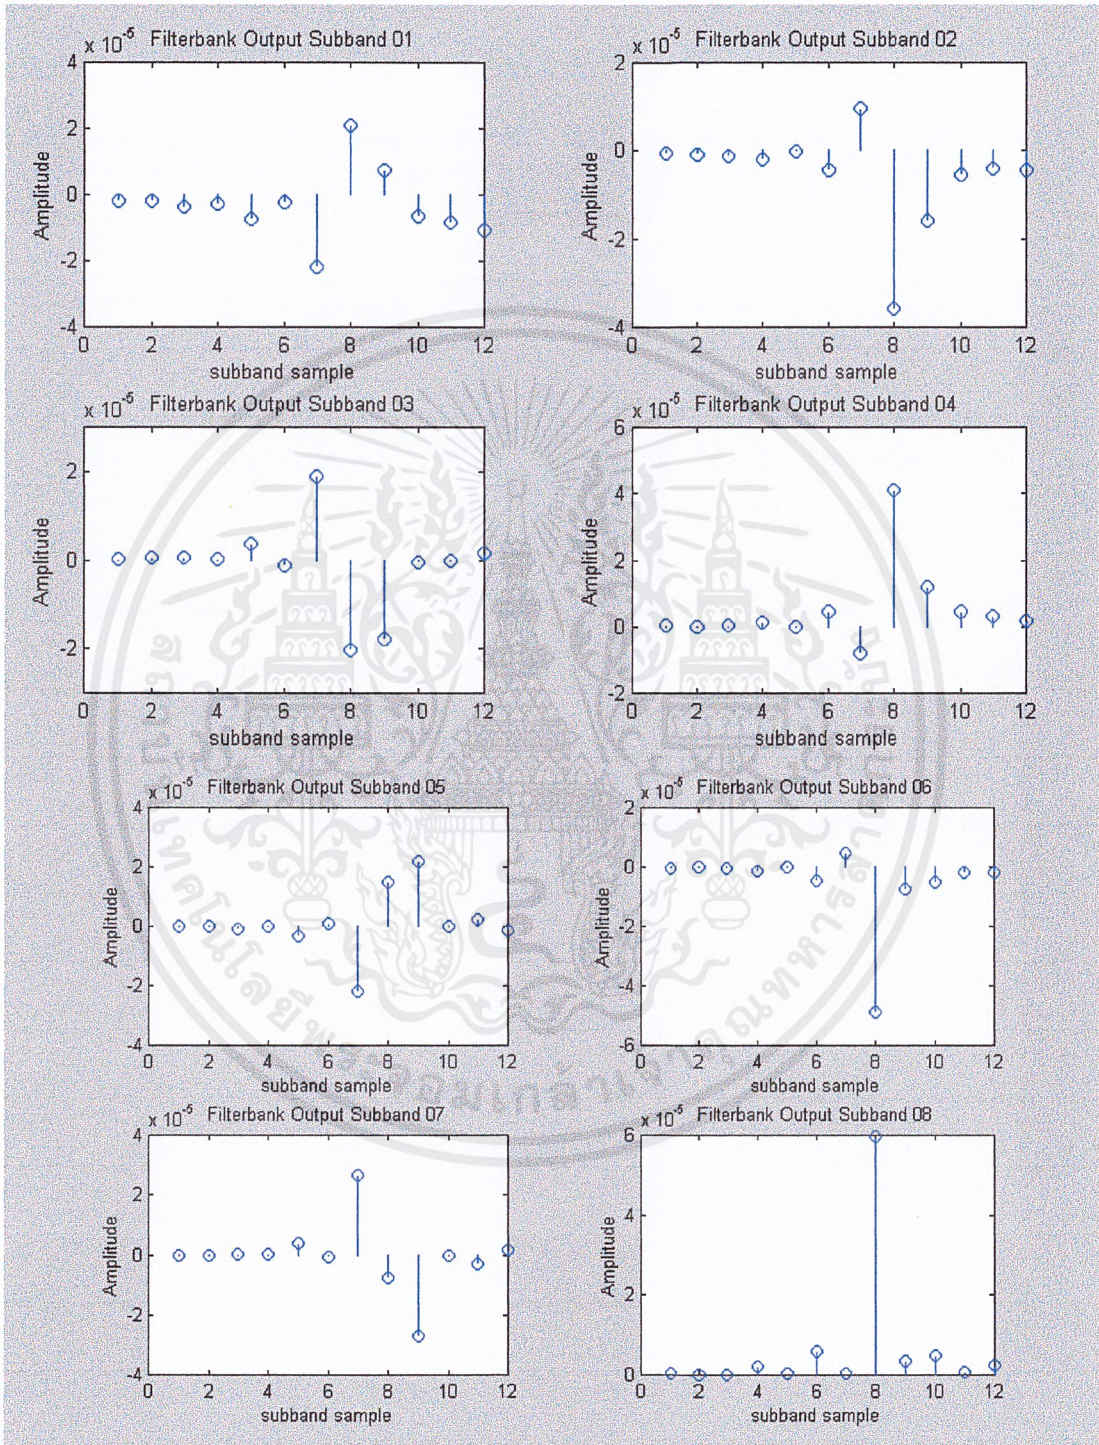 x 10⁻⁵ Filterbank Output Subband 01
4
2
0
-2
-4
Amplitude
0 2 4 6 8 10 12
subband sample
x 10⁻⁵ Filterbank Output Subband 02
2
0
-2
-4
Amplitude
0 2 4 6 8 10 12
subband sample
x 10⁻⁵ Filterbank Output Subband 03
2
0
-2
Amplitude
0 2 4 6 8 10 12
subband sample
x 10⁻⁵ Filterbank Output Subband 04
6
4
2
0
-2
Amplitude
0 2 4 6 8 10 12
subband sample
x 10⁻⁵ Filterbank Output Subband 05
4
2
0
-2
-4
Amplitude
0 2 4 6 8 10 12
subband sample
x 10⁻⁵ Filterbank Output Subband 06
2
0
-2
-4
-6
Amplitude
0 2 4 6 8 10 12
subband sample
x 10⁻⁵ Filterbank Output Subband 07
4
2
0
-2
-4
Amplitude
0 2 4 6 8 10 12
subband sample
x 10⁻⁵ Filterbank Output Subband 08
6
4
2
0
Amplitude
0 2 4 6 8 10 12
subband sample